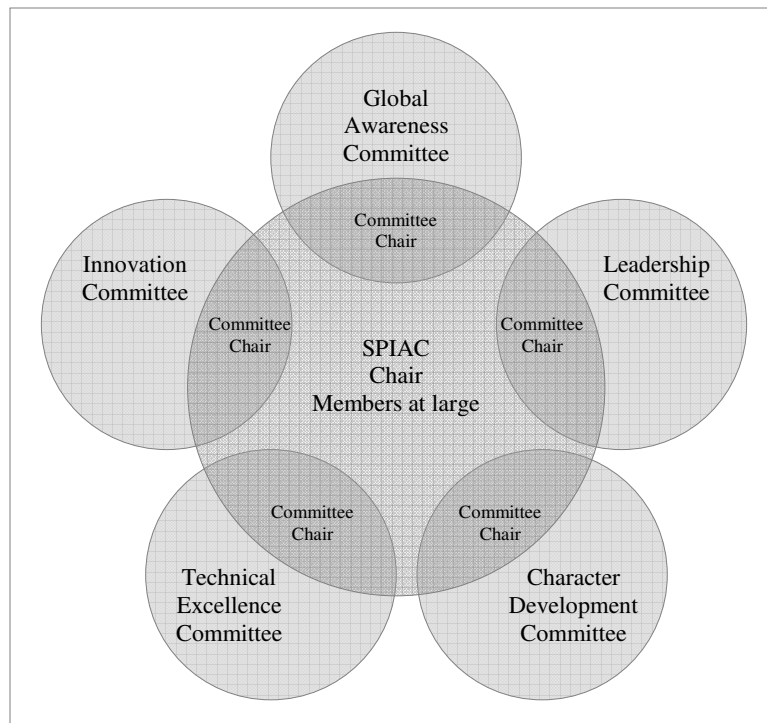 Global
Awareness
Committee
Committee
Chair
Innovation
Committee
Leadership
Committee
Committee
Chair
Committee
Chair
SPIAC
Chair
Members at large
Committee
Chair
Committee
Chair
Technical
Excellence
Committee
Character
Development
Committee